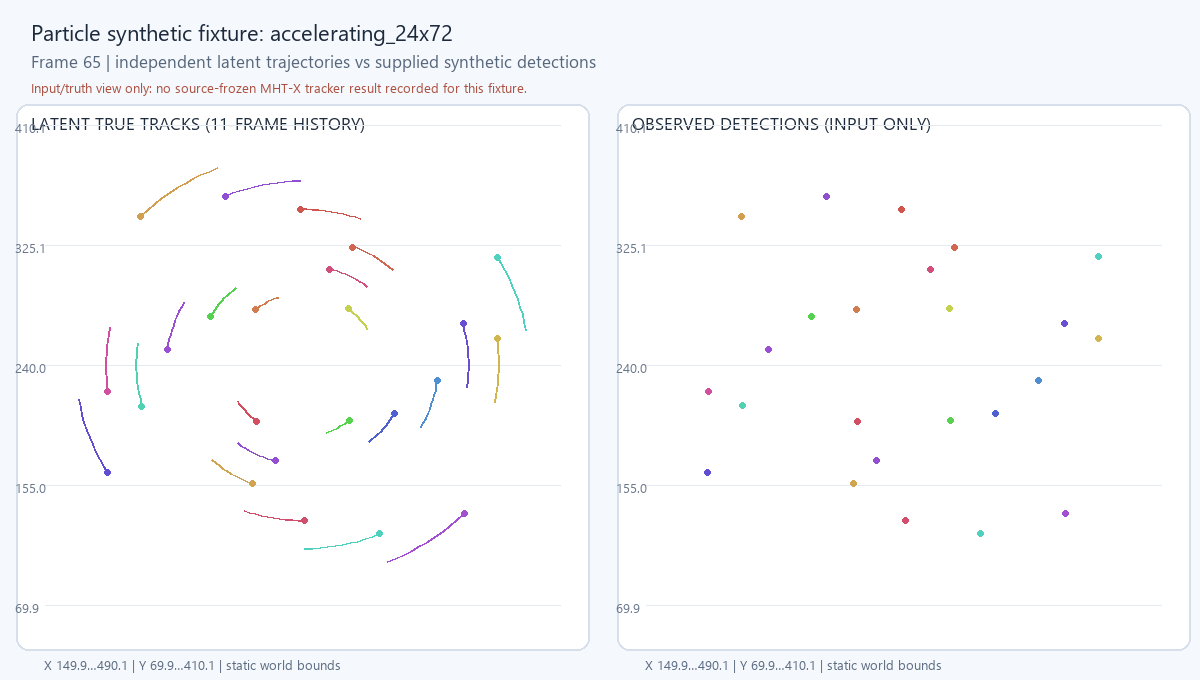 Particle synthetic fixture: accelerating_24x72
Frame 65 | independent latent trajectories vs supplied synthetic detections
Input/truth view only: no source-frozen MHT-X tracker result recorded for this fixture.
LATENT TRUE TRACKS (11-FRAME HISTORY)
410.1
325.1
240.0
155.0
69.9
X 149.9...490.1 | Y 69.9...410.1 | static world bounds
OBSERVED DETECTIONS (INPUT ONLY)
410.1
325.1
240.0
155.0
69.9
X 149.9...490.1 | Y 69.9...410.1 | static world bounds